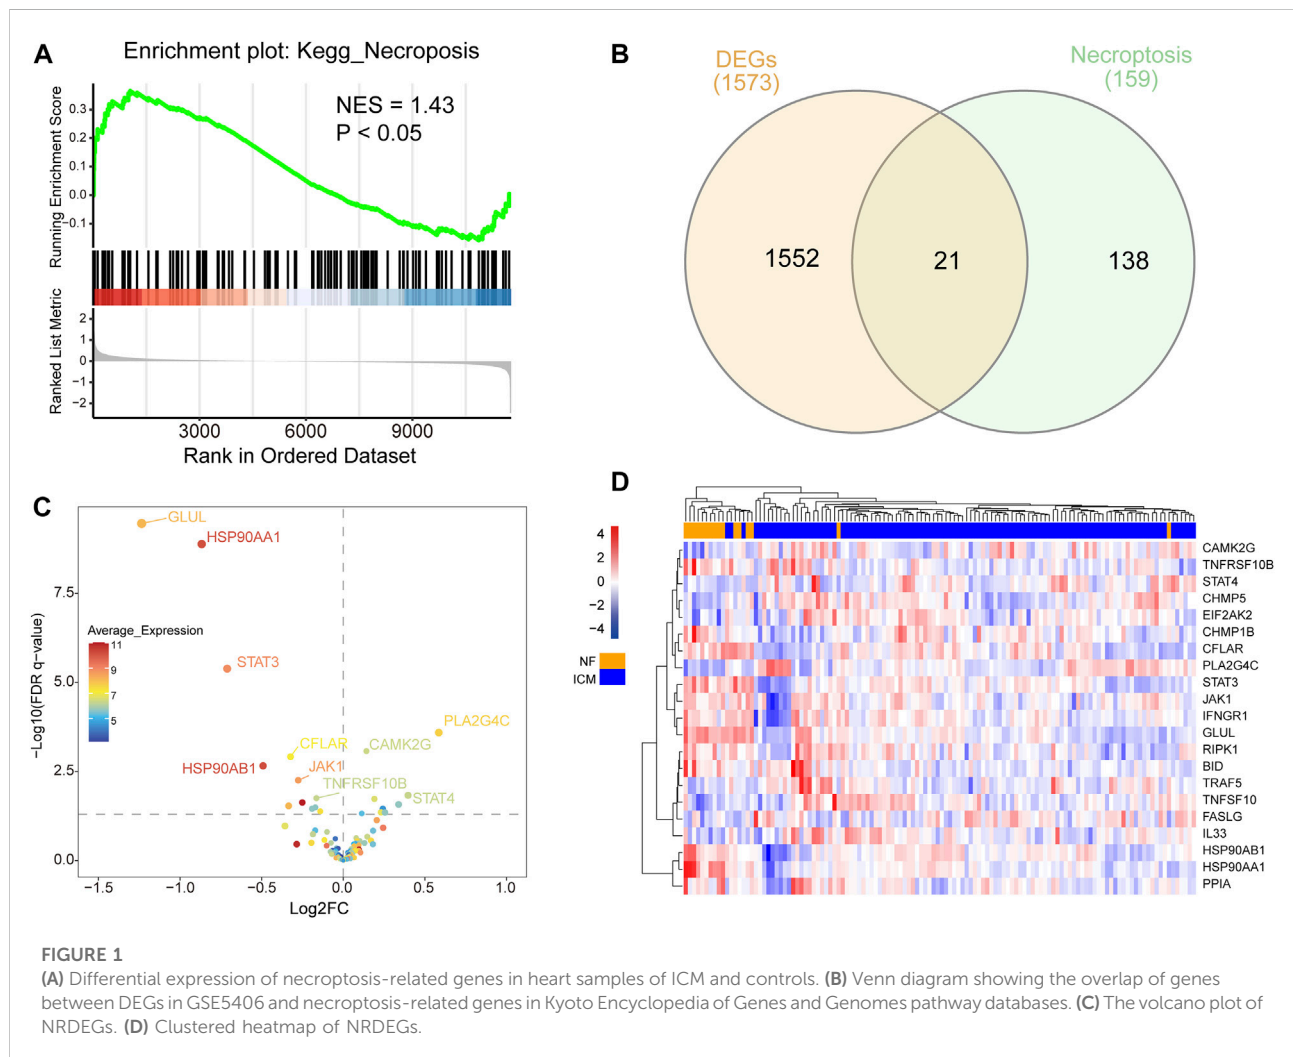 A
Enrichment plot: Kegg_Necroposis
NES = 1.43
P < 0.05
Running Enrichment Score
0.3
0.2
0.1
0.0
−0.1
Ranked List Metric
2
1
0
−1
−2
3000 6000 9000
Rank in Ordered Dataset
B
DEGs
(1573)
Necroptosis
(159)
1552 21 138
C
GLUL
HSP90AA1
STAT3
PLA2G4C
CFLAR
CAMK2G
HSP90AB1
JAK1
TNFRSF10B
STAT4
Average_Expression
11
9
7
5
−Log10(FDR q-value)
7.5
5.0
2.5
0.0
−1.5 −1.0 −0.5 0.0 0.5 1.0
Log2FC
D
4
2
0
−2
−4
NF
ICM
CAMK2G
TNFRSF10B
STAT4
CHMP5
EIF2AK2
CHMP1B
CFLAR
PLA2G4C
STAT3
JAK1
IFNGR1
GLUL
RIPK1
BID
TRAF5
TNFSF10
FASLG
IL33
HSP90AB1
HSP90AA1
PPIA
FIGURE 1
(A) Differential expression of necroptosis-related genes in heart samples of ICM and controls. (B) Venn diagram showing the overlap of genes
between DEGs in GSE5406 and necroptosis-related genes in Kyoto Encyclopedia of Genes and Genomes pathway databases. (C) The volcano plot of
NRDEGs. (D) Clustered heatmap of NRDEGs.